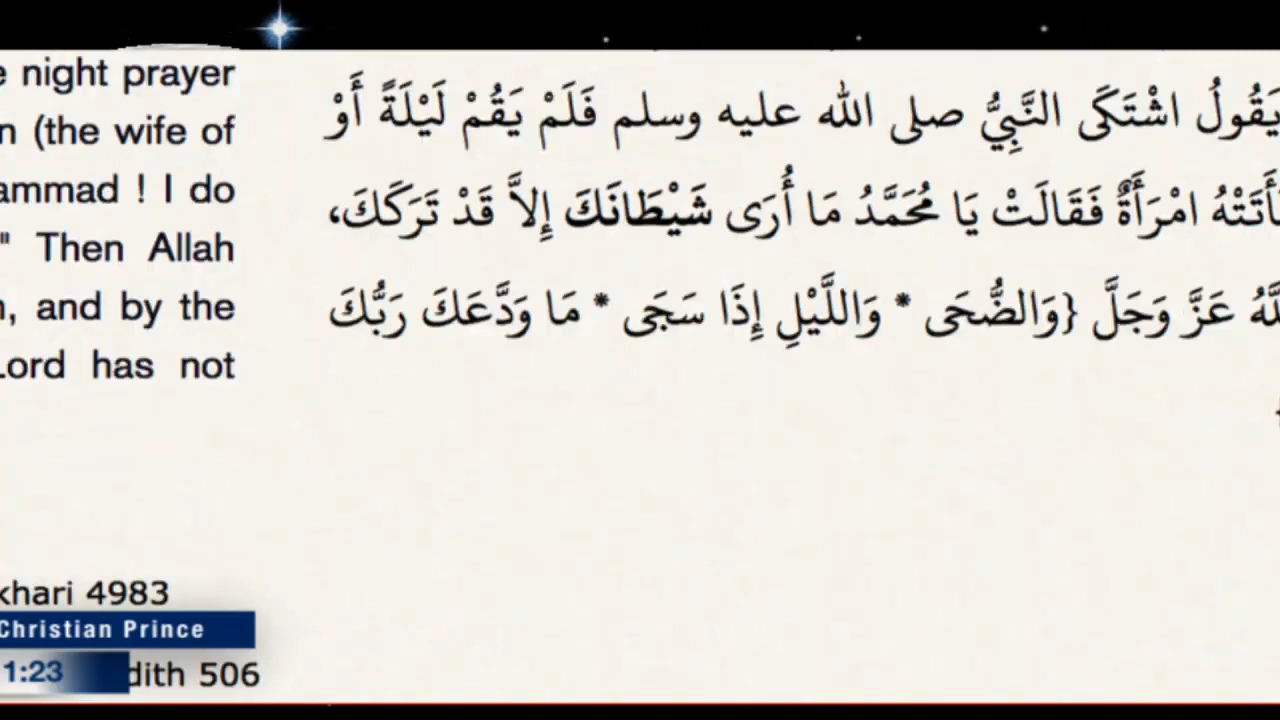 e night prayer
n (the wife of
ammad ! I do
" Then Allah
n, and by the
Lord has not
يَقُولُ اشْتَكَى النَّبِيُّ صلى الله عليه وسلم فَلَمْ يَقُمْ لَيْلَةً أَوْ
أَتَتْهُ امْرَأَةٌ فَقَالَتْ يَا مُحَمَّدُ مَا أُرَى شَيْطَانَكَ إِلاَّ قَدْ تَرَكَكَ،
لَّهُ عَزَّ وَجَلَّ {وَالضُّحَى * وَاللَّيْلِ إِذَا سَجَى * مَا وَدَّعَكَ رَبُّكَ
khari 4983
Christian Prince
1:23
dith 506